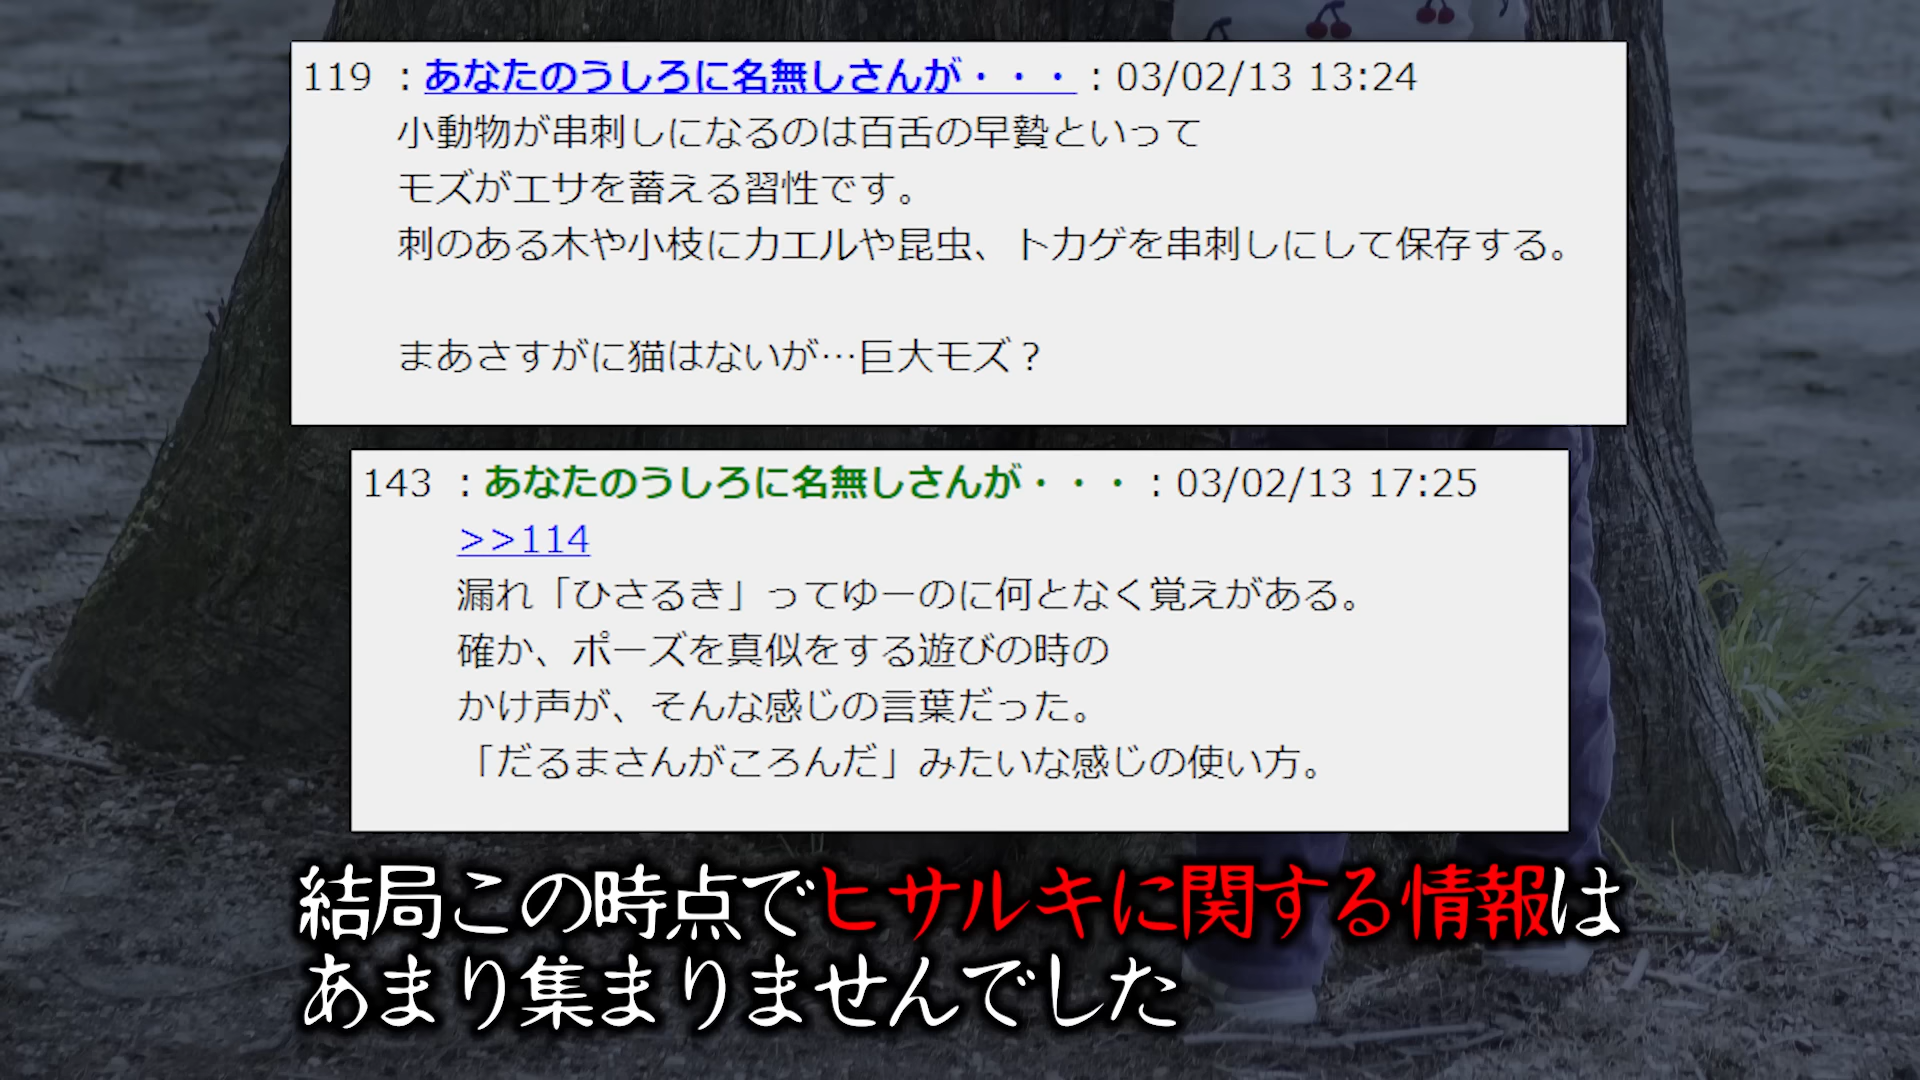 119 ：あなたのうしろに名無しさんが・・・：03/02/13 13:24
小動物が串刺しになるのは百舌の早贄といって
モズがエサを蓄える習性です。
刺のある木や小枝にカエルや昆虫、トカゲを串刺しにして保存する。
まあさすがに猫はないが…巨大モズ？
143 ：あなたのうしろに名無しさんが・・・：03/02/13 17:25
>>114
漏れ「ひさるき」ってゆーのに何となく覚えがある。
確か、ポーズを真似をする遊びの時の
かけ声が、そんな感じの言葉だった。
「だるまさんがころんだ」みたいな感じの使い方。
結局この時点でヒサルキに関する情報は
あまり集まりませんでした